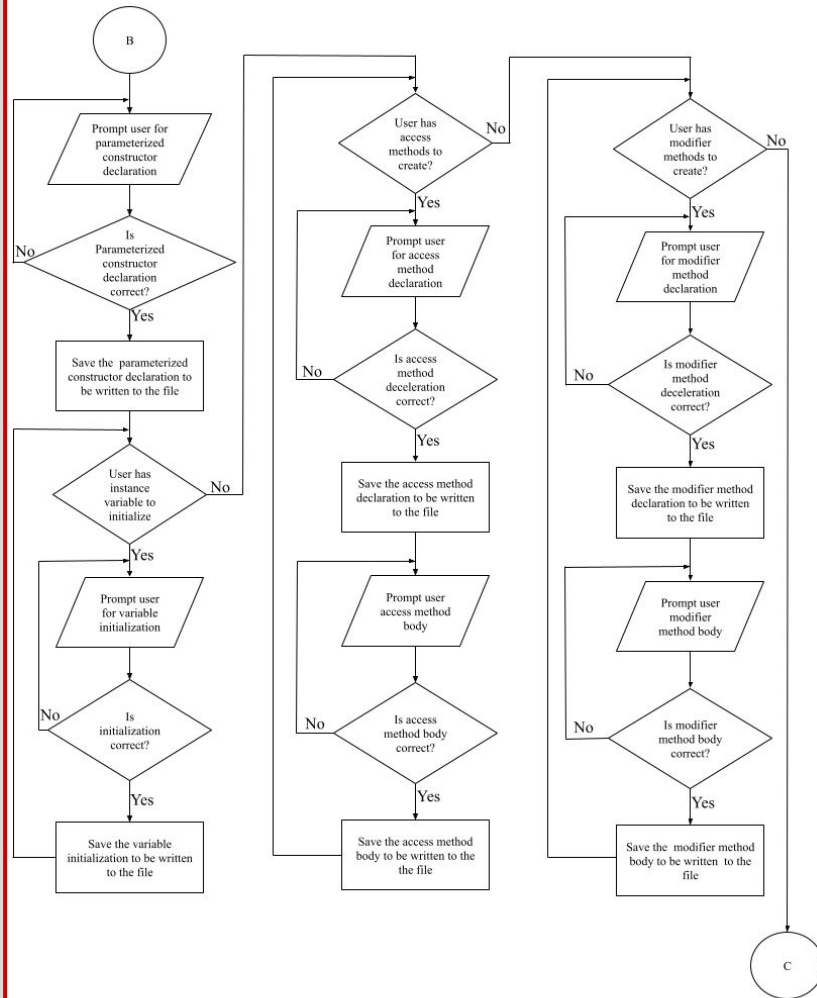 B
Prompt user for
parameterized
constructor
declaration
Is
Parameterized
constructor
declaration
correct?
No
Yes
Save the parameterized
constructor declaration to
be written to the file
User has
instance
variable to
initialize
No
Yes
Prompt user
for variable
initialization
Is
initialization
correct?
No
Yes
Save the variable
initialization to be written
to the file
User has
access
methods to
create?
No
Yes
Prompt user
for access
method
declaration
Is access
method
deceleration
correct?
No
Yes
Save the access method
declaration to be written
to the file
Prompt user
access method
body
Is access
method body
correct?
No
Yes
Save the access method
body to be written to the
the file
User has
modifier
methods to
create?
No
Yes
Prompt user
for modifier
method
declaration
Is modifier
method
deceleration
correct?
No
Yes
Save the modifier method
declaration to be written
to the file
Prompt user
modifier
method body
Is modifier
method body
correct?
No
Yes
Save the modifier method
body to be written to the
file
C